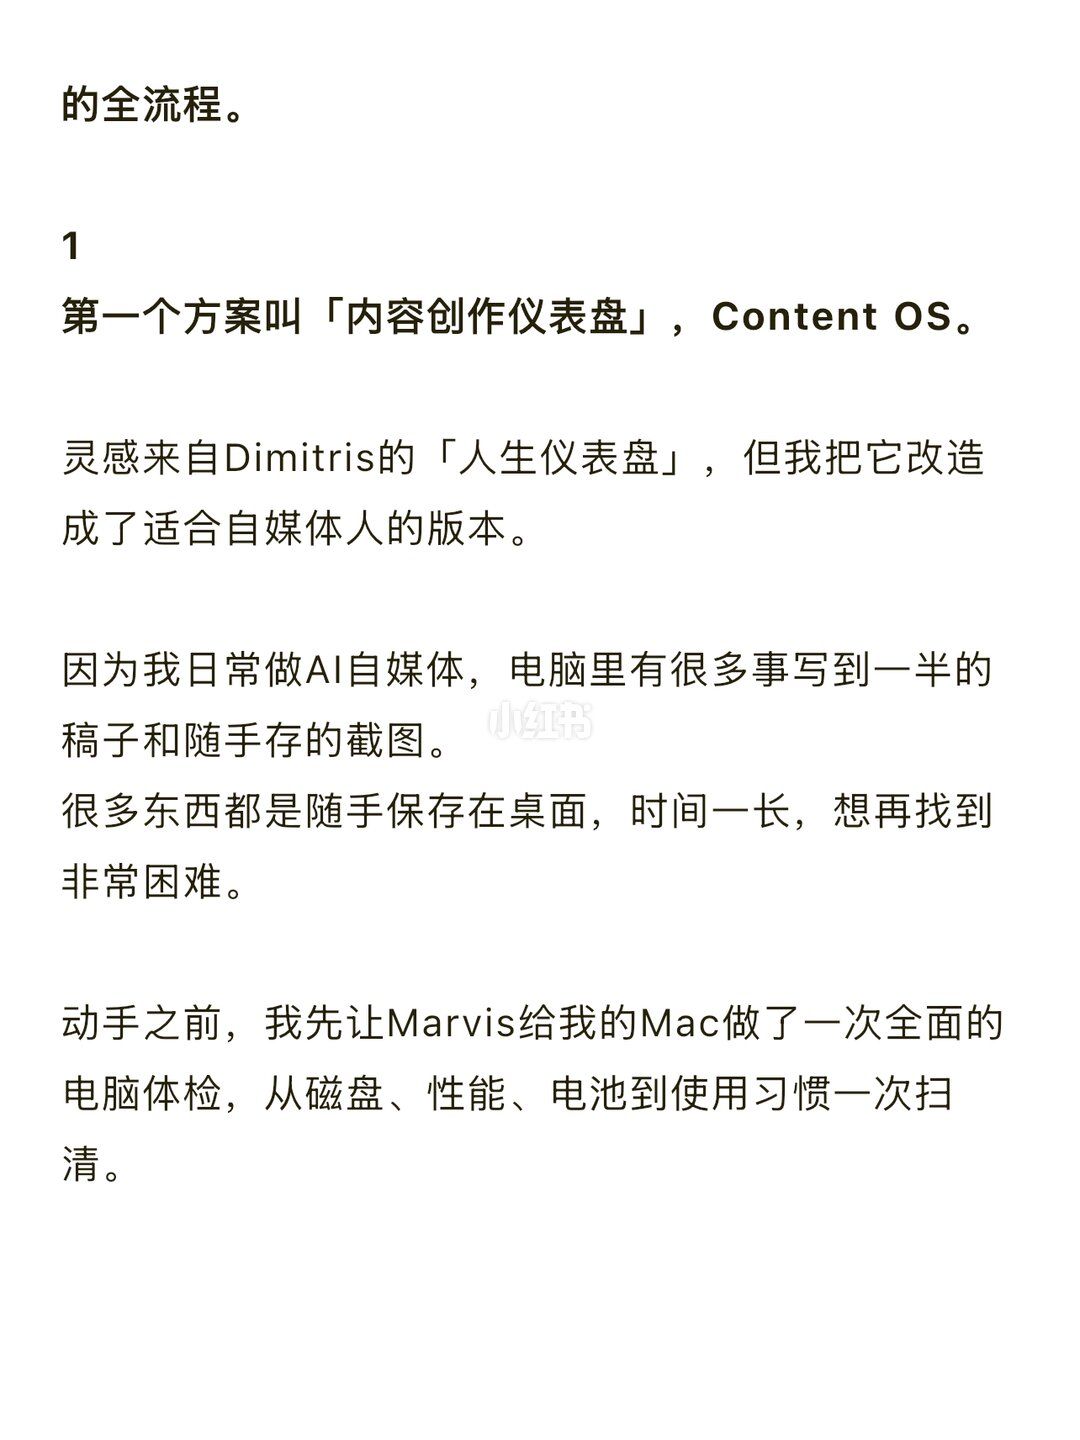 的全流程。
1
第一个方案叫「内容创作仪表盘」，Content OS。
灵感来自Dimitris的「人生仪表盘」，但我把它改造
成了适合自媒体人的版本。
因为我日常做AI自媒体，电脑里有很多事写到一半的
稿子和随手存的截图。
小红书
很多东西都是随手保存在桌面，时间一长，想再找到
非常困难。
动手之前，我先让Marvis给我的Mac做了一次全面的
电脑体检，从磁盘、性能、电池到使用习惯一次扫
清。